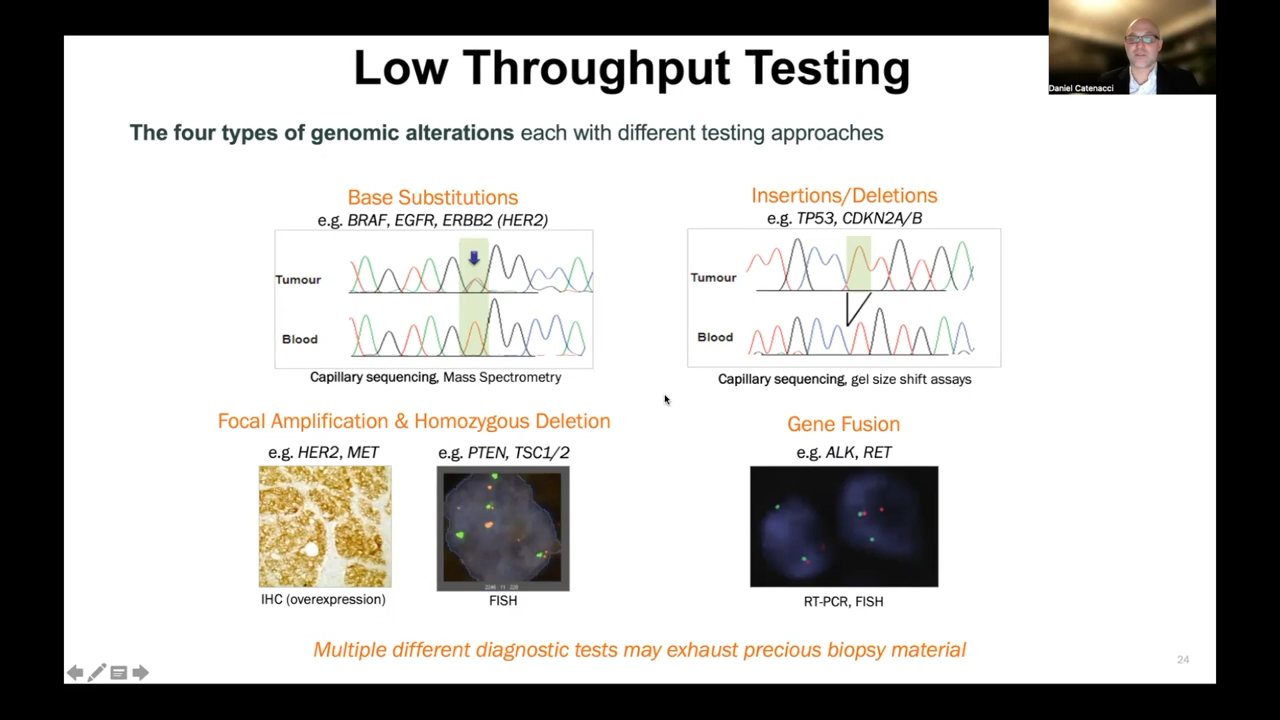 Low Throughput Testing
Daniel Catenacci
The four types of genomic alterations each with different testing approaches
Base Substitutions
e.g. BRAF, EGFR, ERBB2 (HER2)
Tumour
Blood
Capillary sequencing, Mass Spectrometry
Insertions/Deletions
e.g. TP53, CDKN2A/B
Tumour
Blood
Capillary sequencing, gel size shift assays
Focal Amplification & Homozygous Deletion
e.g. HER2, MET
IHC (overexpression)
e.g. PTEN, TSC1/2
FISH
Gene Fusion
e.g. ALK, RET
RT-PCR, FISH
Multiple different diagnostic tests may exhaust precious biopsy material
24